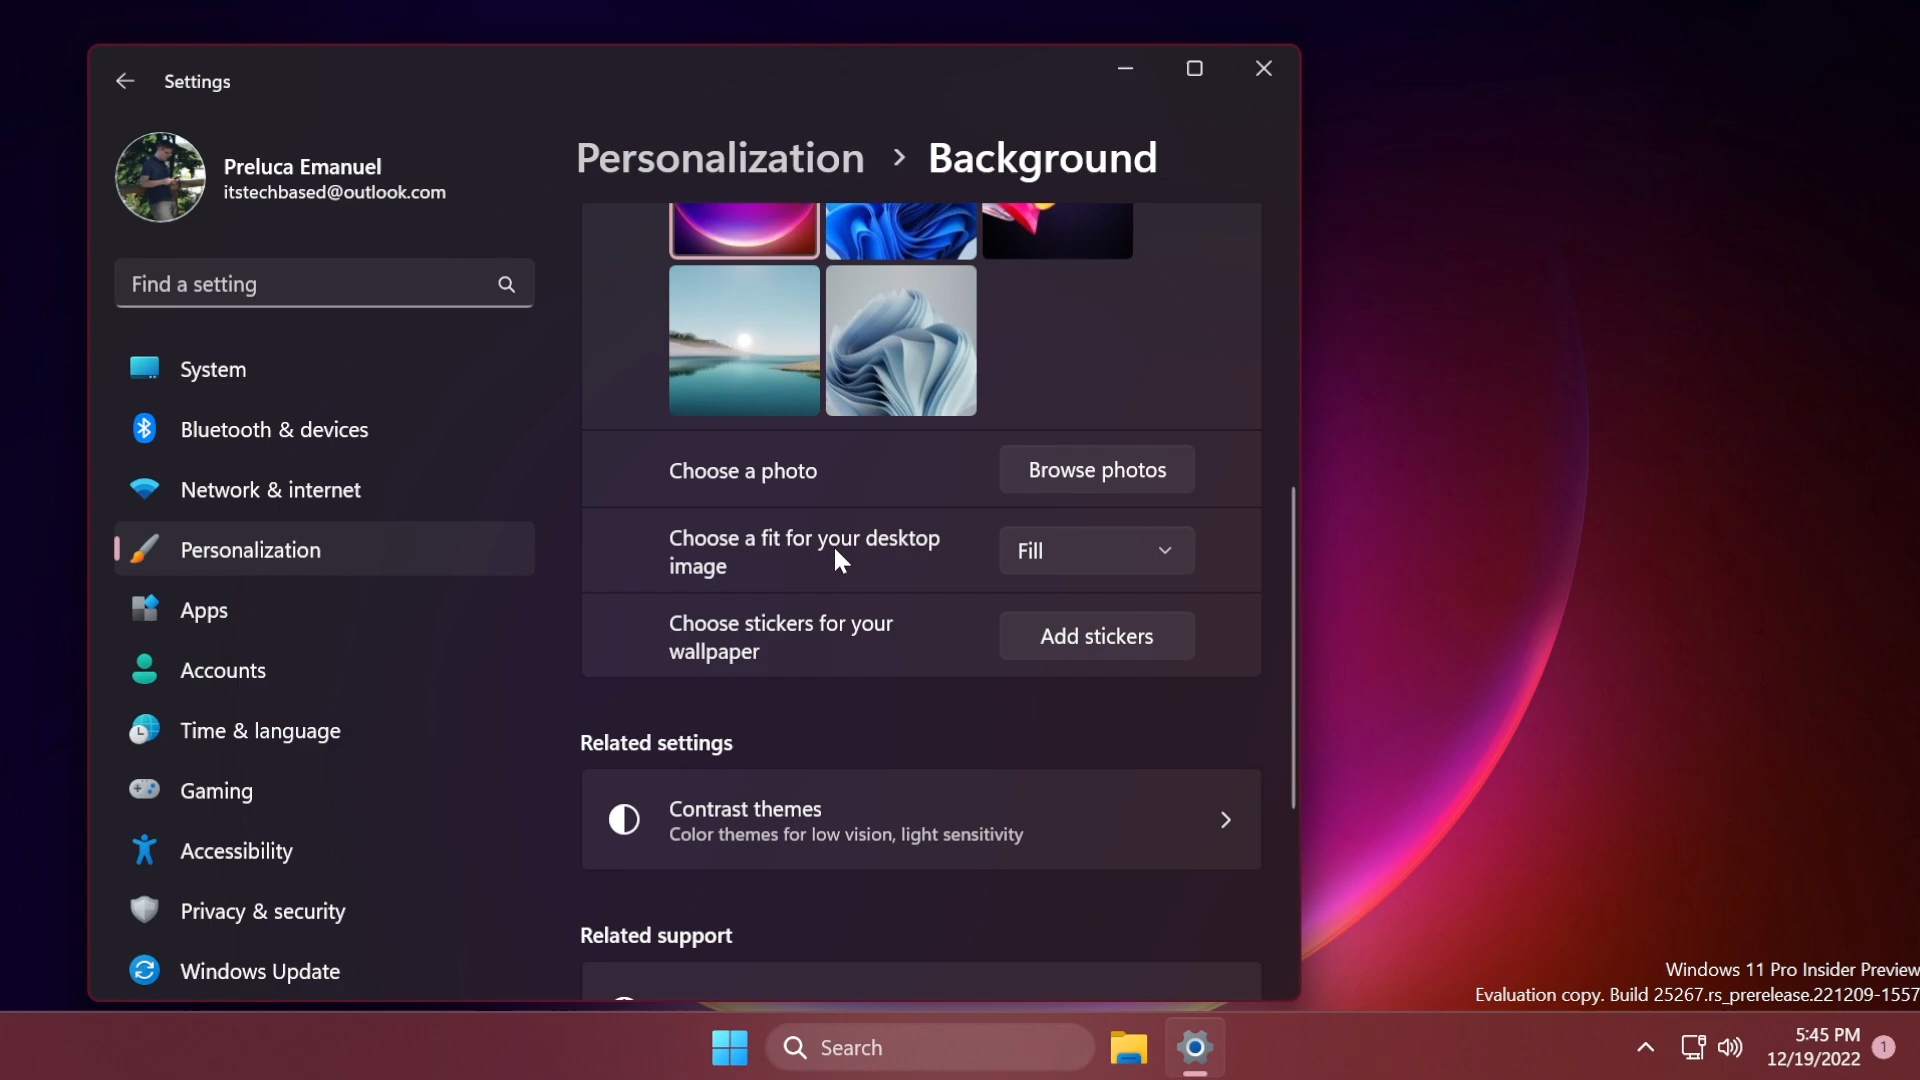 Settings
Preluca Emanuel
itstechbased@outlook.com
Find a setting
System
Bluetooth & devices
Network & internet
Personalization
Apps
Accounts
Time & language
Gaming
Accessibility
Privacy & security
Windows Update
Personalization > Background
Choose a photo
Browse photos
Choose a fit for your desktop
image
Fill
Choose stickers for your
wallpaper
Add stickers
Related settings
Contrast themes
Color themes for low vision, light sensitivity
Related support
Windows 11 Pro Insider Preview
Evaluation copy. Build 25267.rs_prerelease.221209-1557
Search
5:45 PM
12/19/2022
1